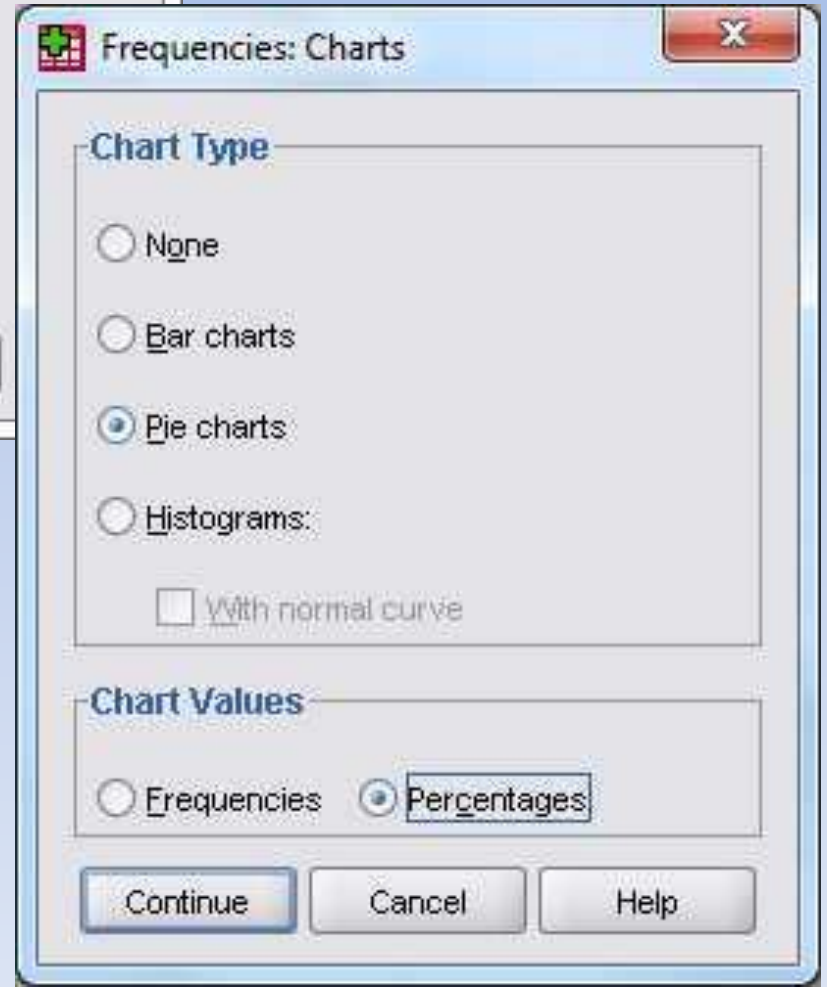 Frequencies: Charts
Chart Type
None
Bar charts
Pie charts
Histograms:
With normal curve
Chart Values
Frequencies Percentages
Continue Cancel Help